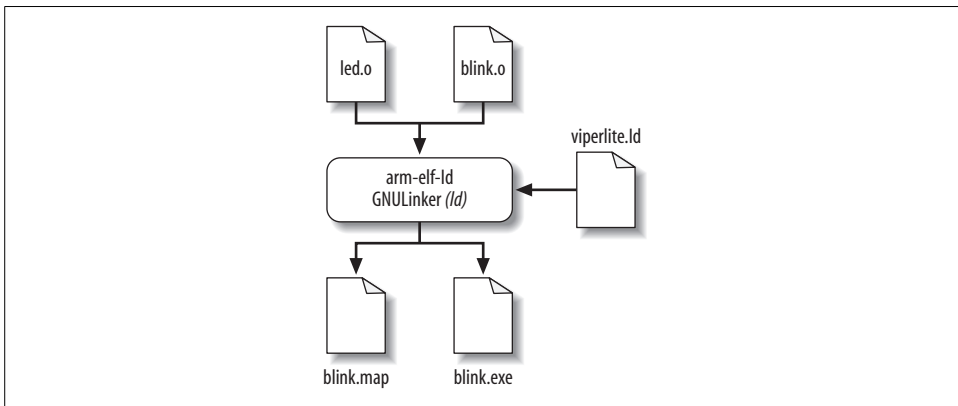 led.o
blink.o
viperlite.ld
arm-elf-ld
GNULinker (ld)
blink.map
blink.exe